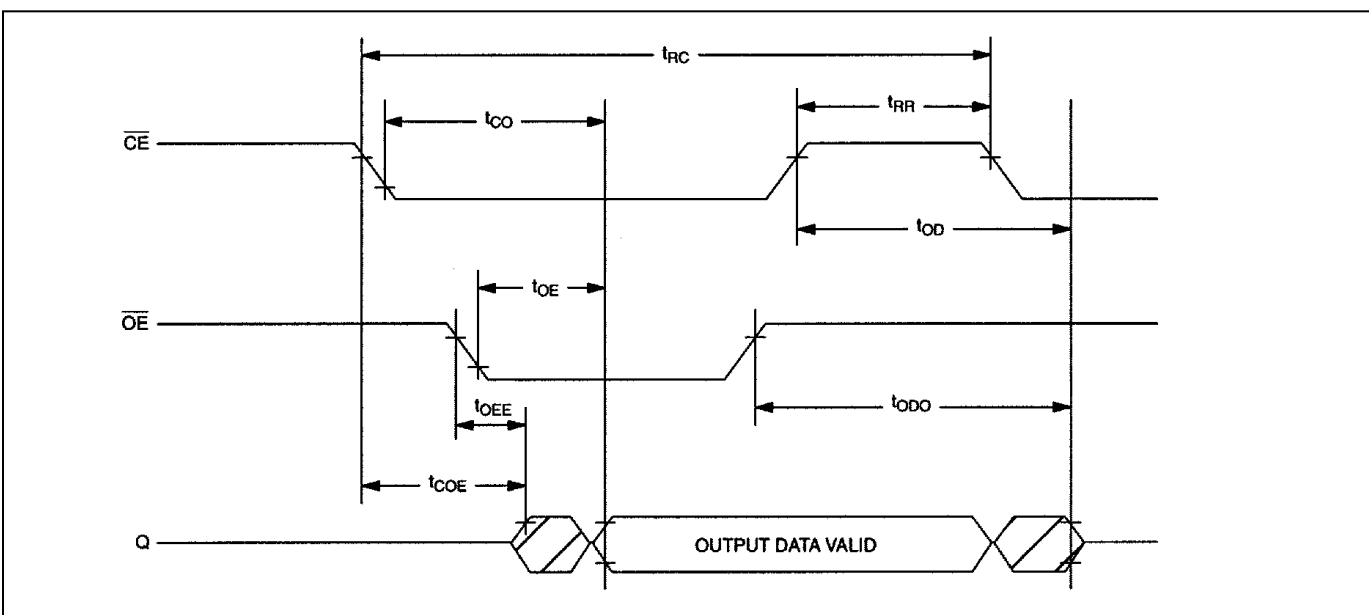 tRC
tRR
tCO
CE
tOD
tOE
OE
tODO
tOEE
tCOE
Q OUTPUT DATA VALID